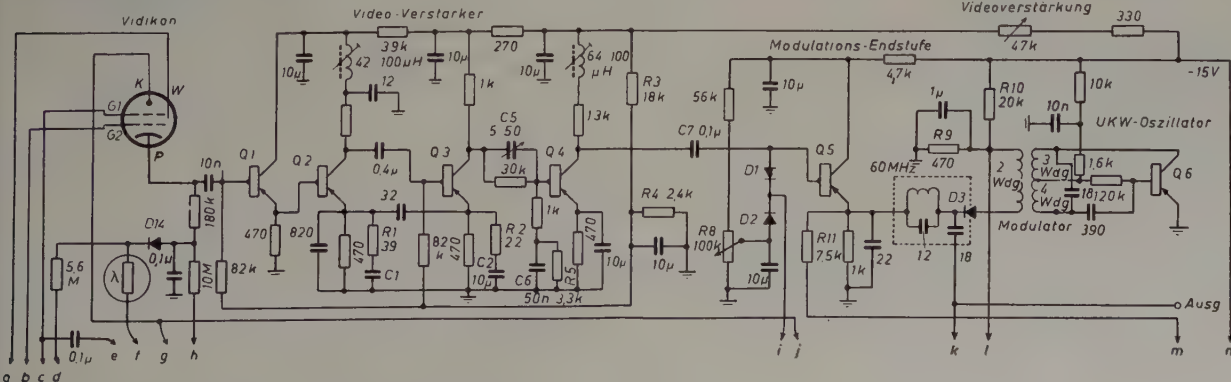 Vidikon
Video-Verstärker
Videoverstärkung
47k
330
-15V
Modulations-Endstufe
4,7k
K
W
G1
G2
P
10µ
42
39k
100µH
12
10µ
1k
270
10µ
64
100
µH
R3
18k
13k
56k
10µ
1µ
R9
470
R10
20k
10k
10n
UKW-Oszillator
10n
Q1
Q2
0,4µ
Q3
C5
5 50
30k
Q4
C7 0,1µ
D1
D2
Q5
60MHz
D3
2
Wdg
3
Wdg
4
Wdg
1,6k
18
120k
390
Q6
Modulator
180k
D14
0,1µ
10M
5,6
M
λ
82k
470
820
470
R1
39
C1
32
82
k
470
R2
22
C2
10µ
1k
C6
50n
R5
3,3k
470
10µ
R4 2,4k
10µ
R8
100k
10µ
R11
7.5k
1k
22
12
18
Ausg
0,1µ
a
b
c
d
e
f
g
h
i
j
k
l
m
n